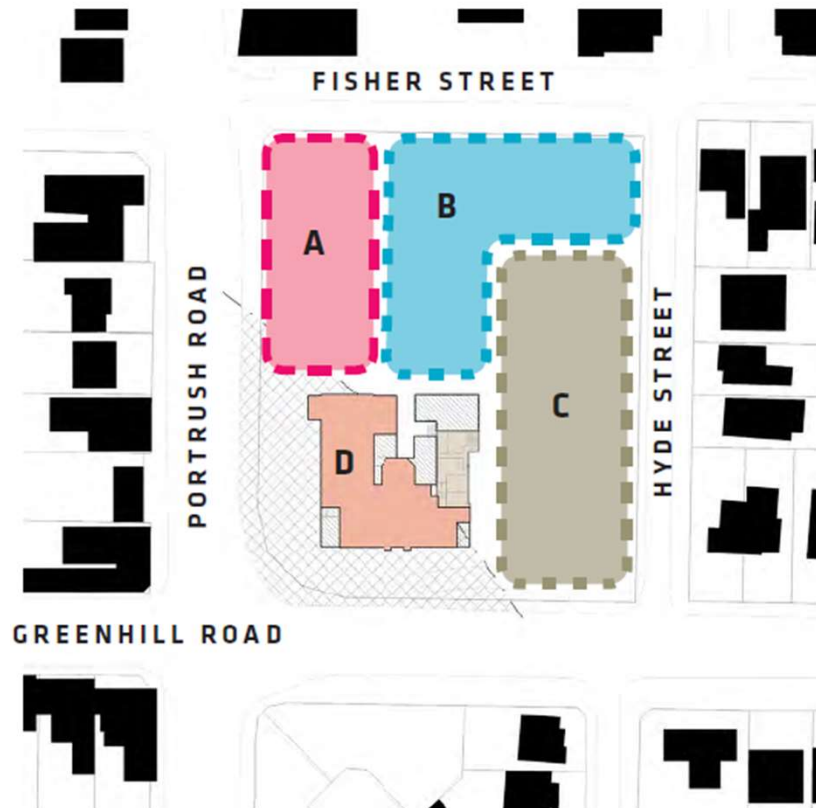 FISHER STREET
A
B
C
D
PORTRUSH ROAD
HYDE STREET
GREENHILL ROAD